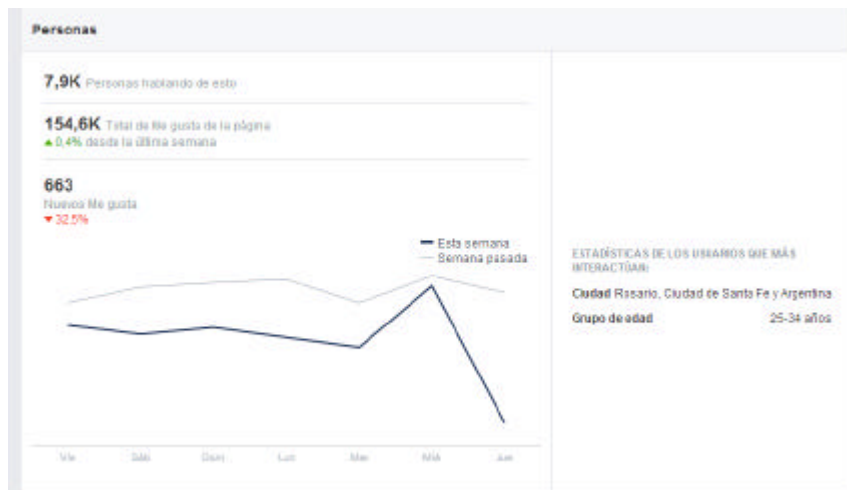 Personas
7,9K Personas hablando de esto
154,6K Total de Me gusta de la página
▲ 0,4% desde la última semana
663
Nuevos Me gusta
▼ 32,5%
Esta semana
Semana pasada
ESTADÍSTICAS DE LOS USUARIOS QUE MÁS
INTERACTÚAN:
Ciudad Rosario, Ciudad de Santa Fe y Argentina
Grupo de edad 25-34 años
Vie Sáb Dom Lun Mar Mié Jue